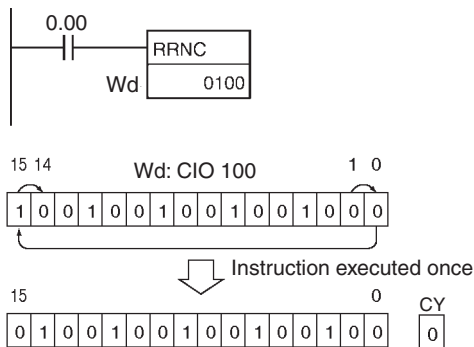 0.00
RRNC
Wd 0100
15 14 Wd: CIO 100 1 0
1 0 0 1 0 0 1 0 0 1 0 0 1 0 0 0
Instruction executed once
15 0 CY
0 1 0 0 1 0 0 1 0 0 1 0 0 1 0 0 0